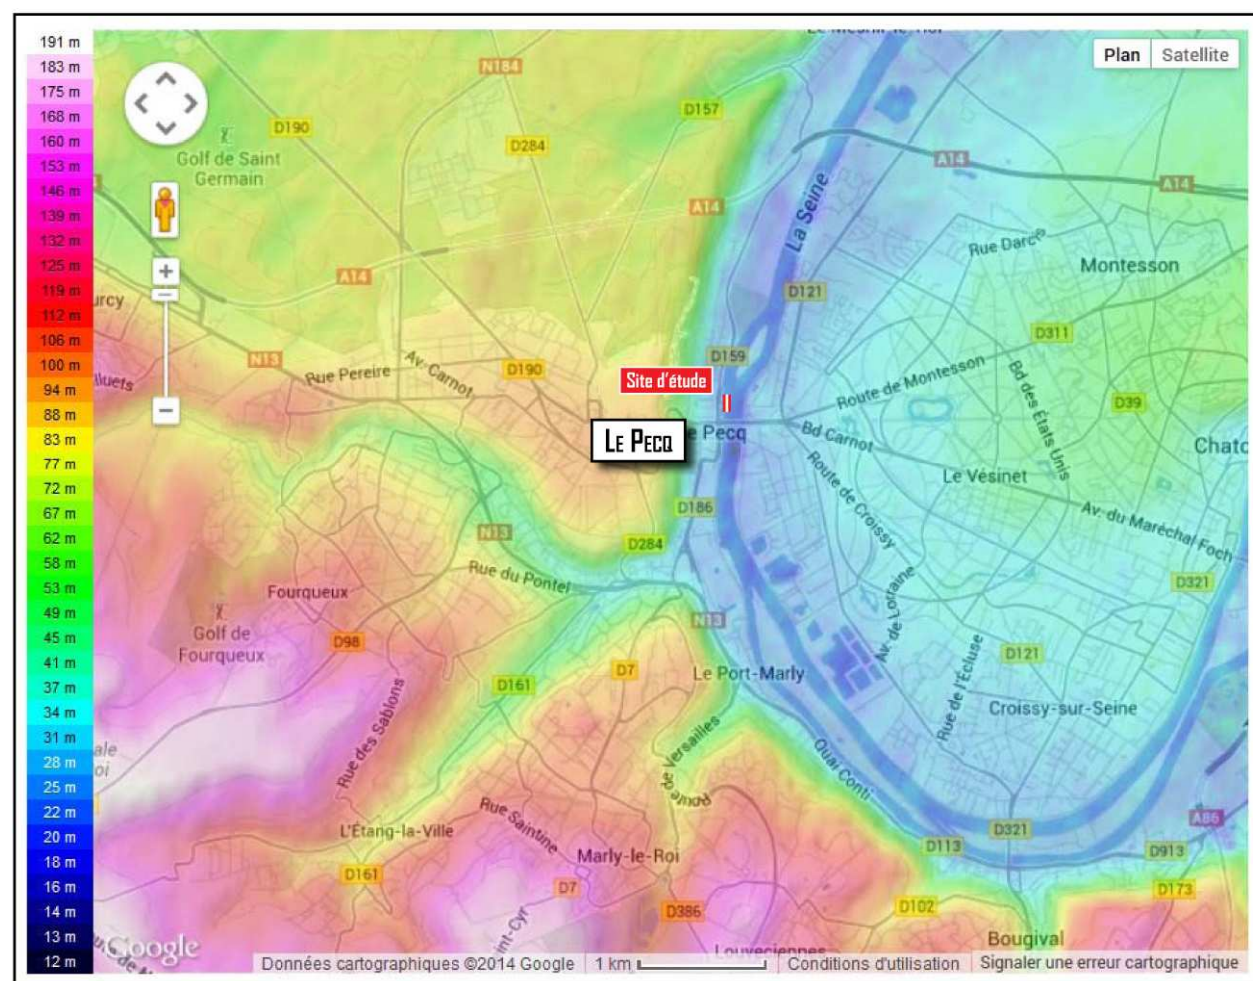 191 m
183 m
175 m
168 m
160 m
153 m
146 m
139 m
132 m
125 m
119 m
112 m
106 m
100 m
94 m
88 m
83 m
77 m
72 m
67 m
62 m
58 m
53 m
49 m
45 m
41 m
37 m
34 m
31 m
28 m
25 m
22 m
20 m
18 m
16 m
14 m
13 m
12 m
Plan
Satellite
N184
D190
D157
D284
Golf de Saint
Germain
A14
A14
A14
La Seine
Rue Darc
Montesson
A14
D121
D311
urcy
N13
Rue Pereire
Av. Carnot
D190
D159
Site d'étude
Route de Montesson
Bd des États Unis
D39
LE PECQ
e Pecq
Bd Carnot
Chato
Le Vésinet
Route de Croissy
Av. du Maréchal Foch
D186
N13
D284
Rue du Pontel
D321
Fourqueux
Av. de Lorraine
N13
Golf de
Fourqueux
D98
D121
Rue de l'Écluse
D7
Le Port-Marly
D161
Croissy-sur-Seine
Rue des Sablons
Route de Versailles
Quai Conti
ale
oi
Rue Saintine
L'Étang-la-Ville
A86
D321
D113
D913
Marly-le-Roi
D161
D7
D173
D386
D102
int-Cyr
Bougival
Louveciennes
Google
Données cartographiques ©2014 Google
1 km
Conditions d'utilisation
Signaler une erreur cartographique